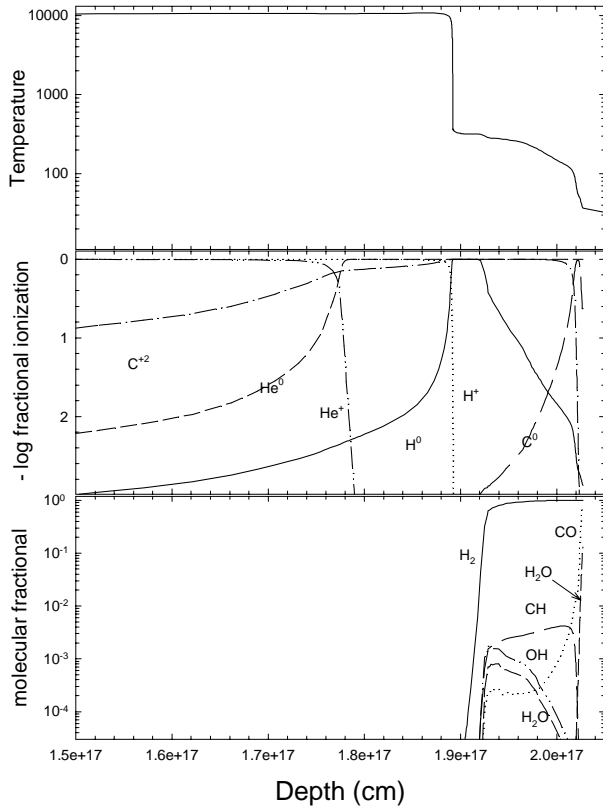 10000
1000
100
Temperature
0
1
2
- log fractional ionization
C⁺²
He⁰
He⁺
H⁰
H⁺
C⁰
10⁰
10⁻¹
10⁻²
10⁻³
10⁻⁴
molecular fractional
H₂
CO
H₂O
CH
OH
H₂O
1.5e+17 1.6e+17 1.7e+17 1.8e+17 1.9e+17 2.0e+17
Depth (cm)